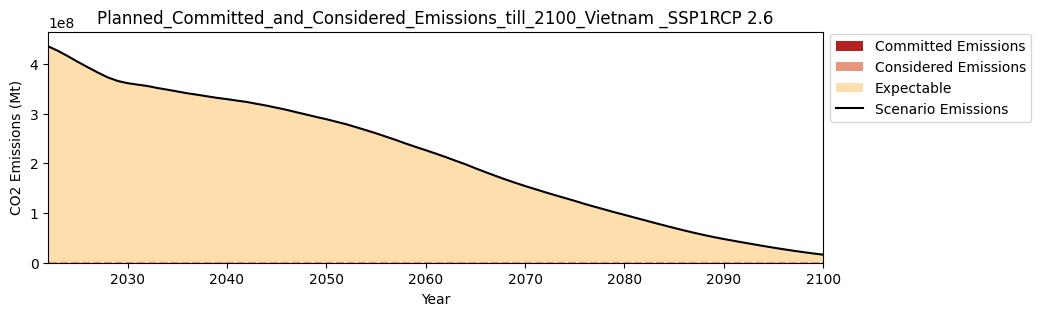 Planned_Committed_and_Considered_Emissions_till_2100_Vietnam _SSP1RCP 2.6
1e8
4
3
2
1
0
CO2 Emissions (Mt)
2030 2040 2050 2060 2070 2080 2090 2100
Year
Committed Emissions
Considered Emissions
Expectable
Scenario Emissions